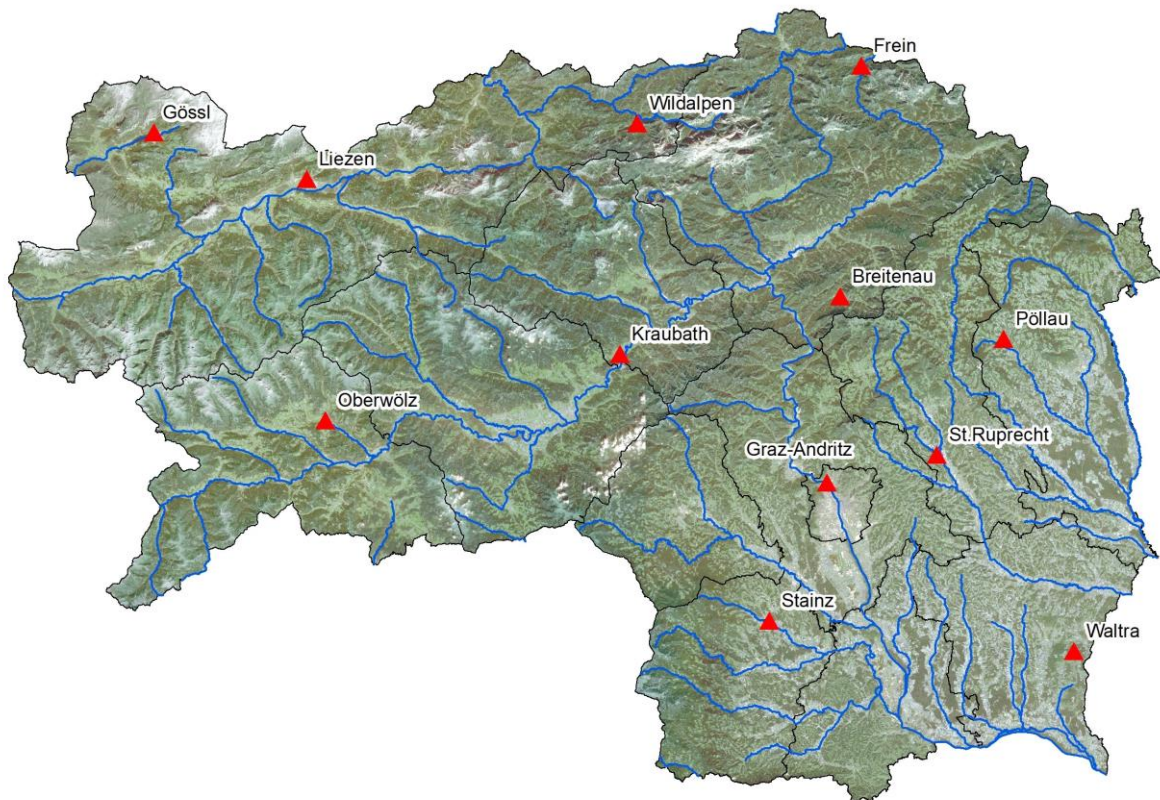 Frein
Wildalpen
Gössl
Liezen
Breitenau
Pöllau
Kraubath
Oberwölz
St.Ruprecht
Graz-Andritz
Stainz
Waltra